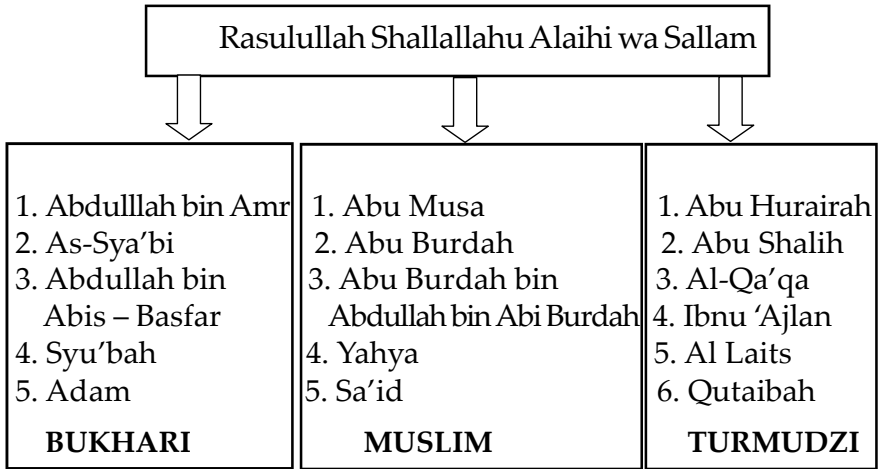 Rasulullah Shallallahu Alaihi wa Sallam
1. Abdulllah bin Amr
2. As-Sya’bi
3. Abdullah bin
Abis – Basfar
4. Syu’bah
5. Adam
BUKHARI
1. Abu Musa
2. Abu Burdah
3. Abu Burdah bin
Abdullah bin Abi Burdah
4. Yahya
5. Sa’id
MUSLIM
1. Abu Hurairah
2. Abu Shalih
3. Al-Qa’qa
4. Ibnu ‘Ajlan
5. Al Laits
6. Qutaibah
TURMUDZI